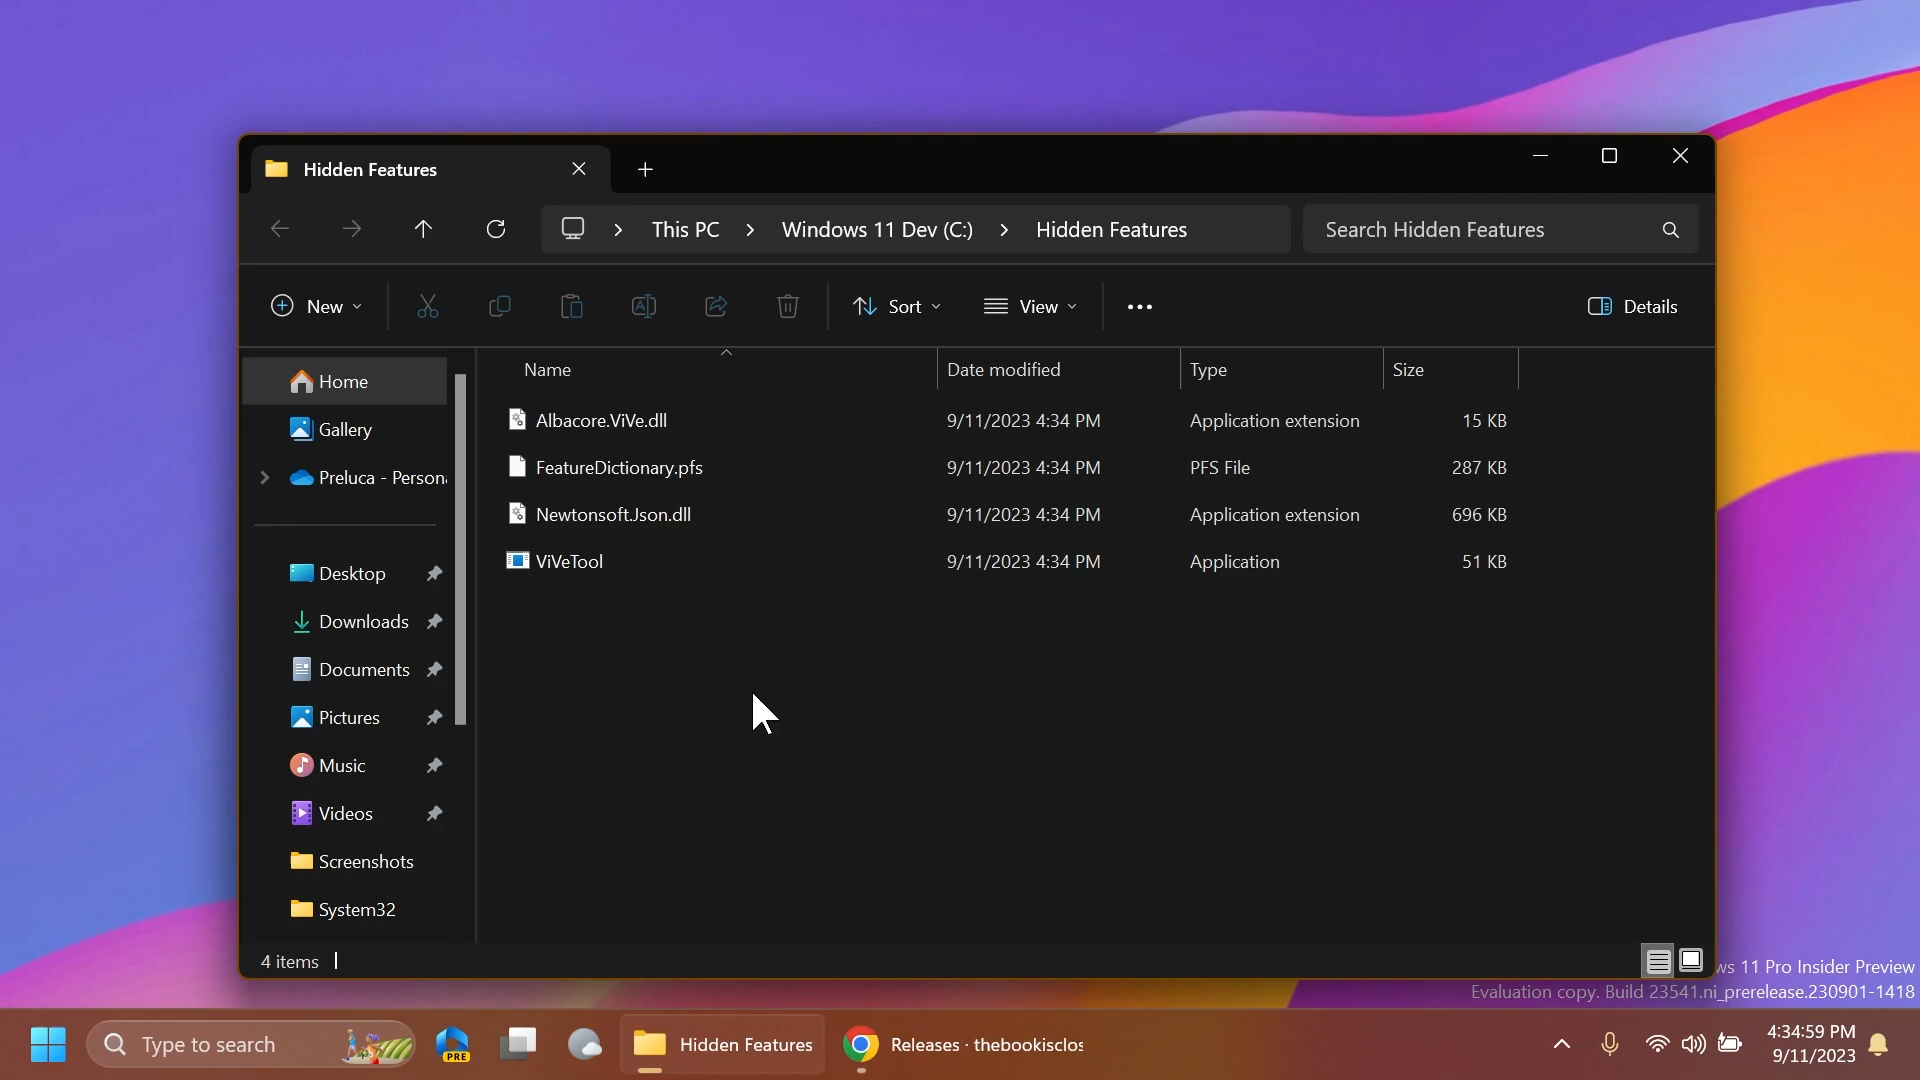 Hidden Features
This PC > Windows 11 Dev (C:) > Hidden Features
Search Hidden Features
New
Sort
View
Details
Name Date modified Type Size
Albacore.ViVe.dll 9/11/2023 4:34 PM Application extension 15 KB
FeatureDictionary.pfs 9/11/2023 4:34 PM PFS File 287 KB
Newtonsoft.Json.dll 9/11/2023 4:34 PM Application extension 696 KB
ViVeTool 9/11/2023 4:34 PM Application 51 KB
Home
Gallery
Preluca - Person
Desktop
Downloads
Documents
Pictures
Music
Videos
Screenshots
System32
4 items
ws 11 Pro Insider Preview
Evaluation copy. Build 23541.ni_prerelease.230901-1418
Type to search
PRE
Hidden Features
Releases · thebookisclos
4:34:59 PM
9/11/2023